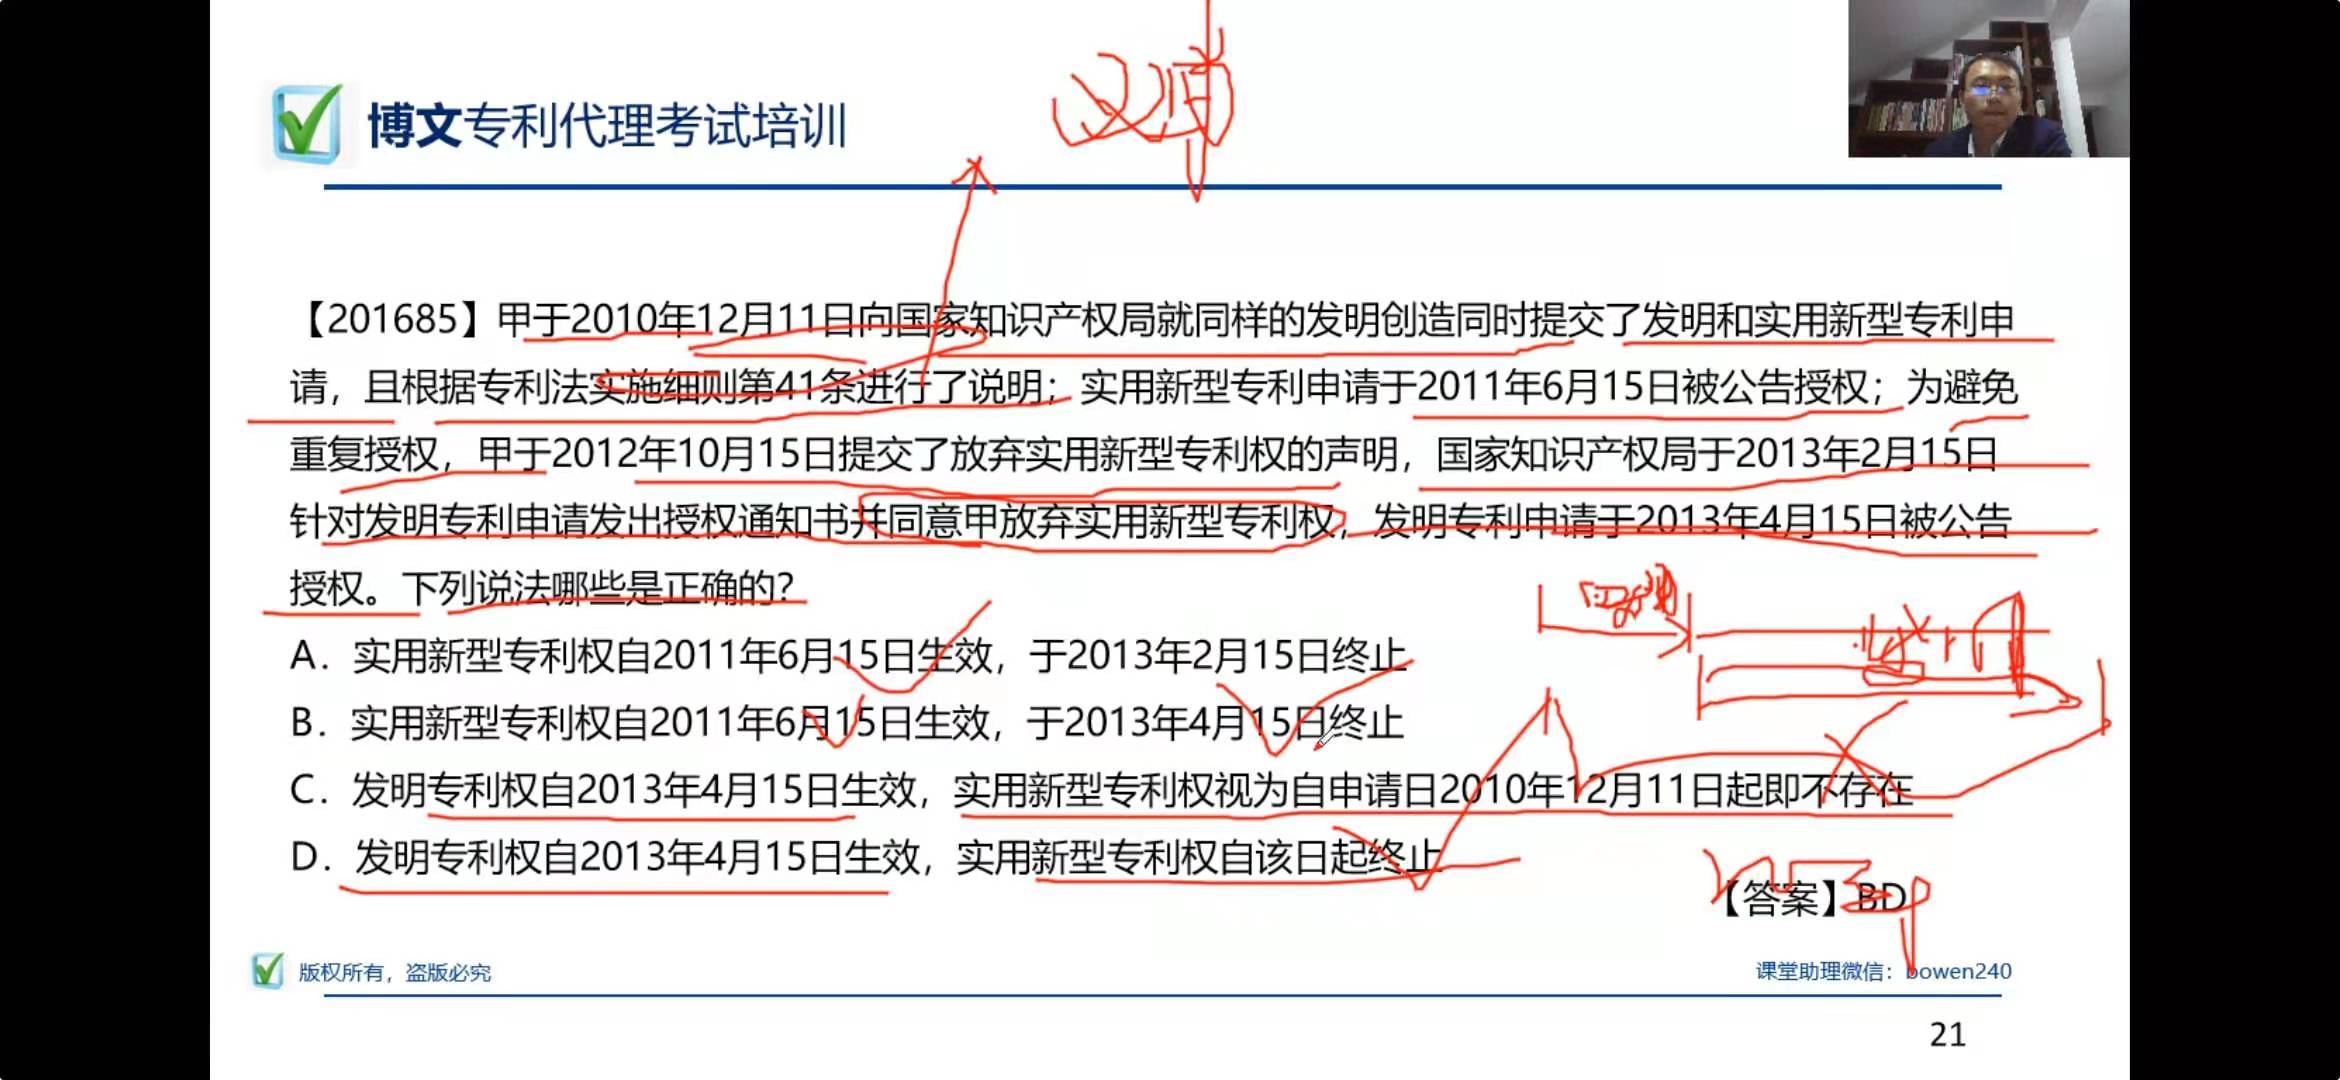 博文专利代理考试培训
【201685】甲于2010年12月11日向国家知识产权局就同样的发明创造同时提交了发明和实用新型专利申
请，且根据专利法实施细则第41条进行了说明；实用新型专利申请于2011年6月15日被公告授权；为避免
重复授权，甲于2012年10月15日提交了放弃实用新型专利权的声明，国家知识产权局于2013年2月15日
针对发明专利申请发出授权通知书并同意甲放弃实用新型专利权，发明专利申请于2013年4月15日被公告
授权。下列说法哪些是正确的？
A．实用新型专利权自2011年6月15日生效，于2013年2月15日终止
B．实用新型专利权自2011年6月15日生效，于2013年4月15日终止
C．发明专利权自2013年4月15日生效，实用新型专利权视为自申请日2010年12月11日起即不存在
D．发明专利权自2013年4月15日生效，实用新型专利权自该日起终止
【答案】BD
版权所有，盗版必究
课堂助理微信：bowen240
21